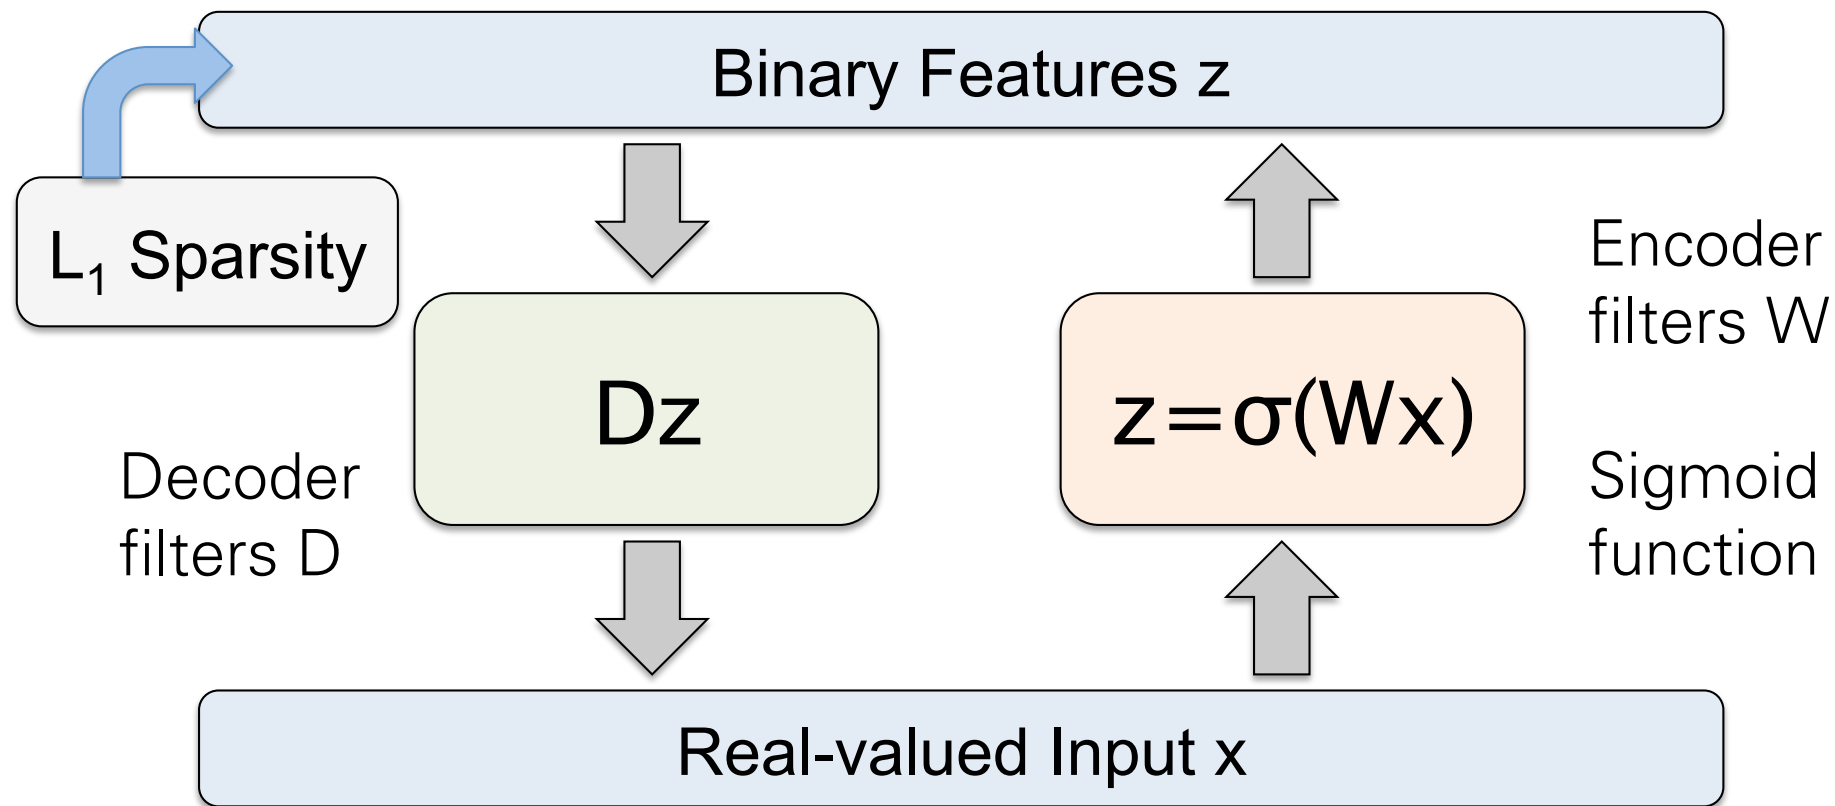 Binary Features z
L₁ Sparsity
Encoder
filters W
Dz
z=σ(Wx)
Decoder
filters D
Sigmoid
function
Real-valued Input x